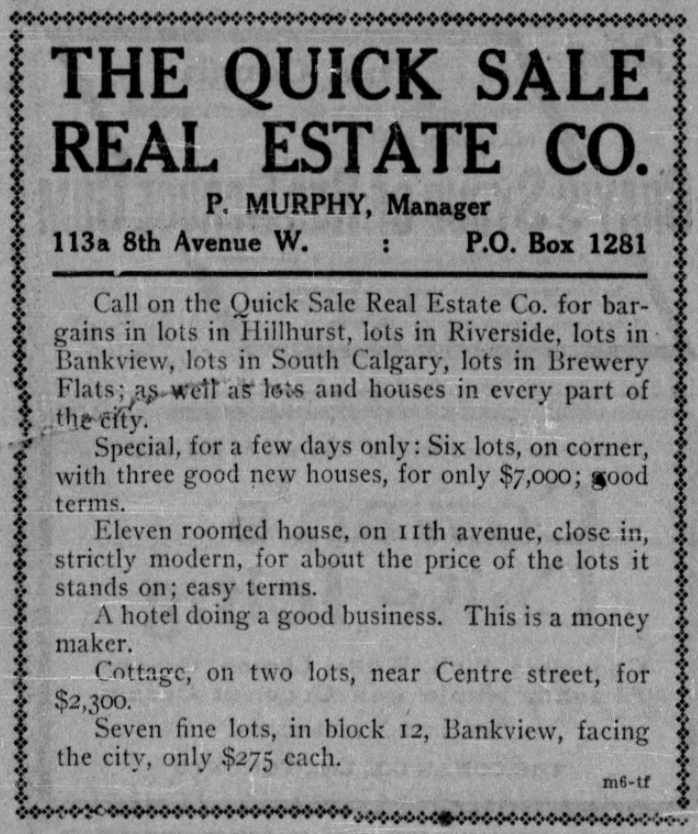 THE QUICK SALE
REAL ESTATE CO.
P. MURPHY, Manager
113a 8th Avenue W. : P.O. Box 1281
Call on the Quick Sale Real Estate Co. for bar-
gains in lots in Hillhurst, lots in Riverside, lots in
Bankview, lots in South Calgary, lots in Brewery
Flats; as well as lots and houses in every part of
the city.
Special, for a few days only: Six lots, on corner,
with three good new houses, for only $7,000; good
terms.
Eleven roomed house, on 11th avenue, close in,
strictly modern, for about the price of the lots it
stands on; easy terms.
A hotel doing a good business. This is a money
maker.
Cottage, on two lots, near Centre street, for
$2,300.
Seven fine lots, in block 12, Bankview, facing
the city, only $275 each.
m6-tf